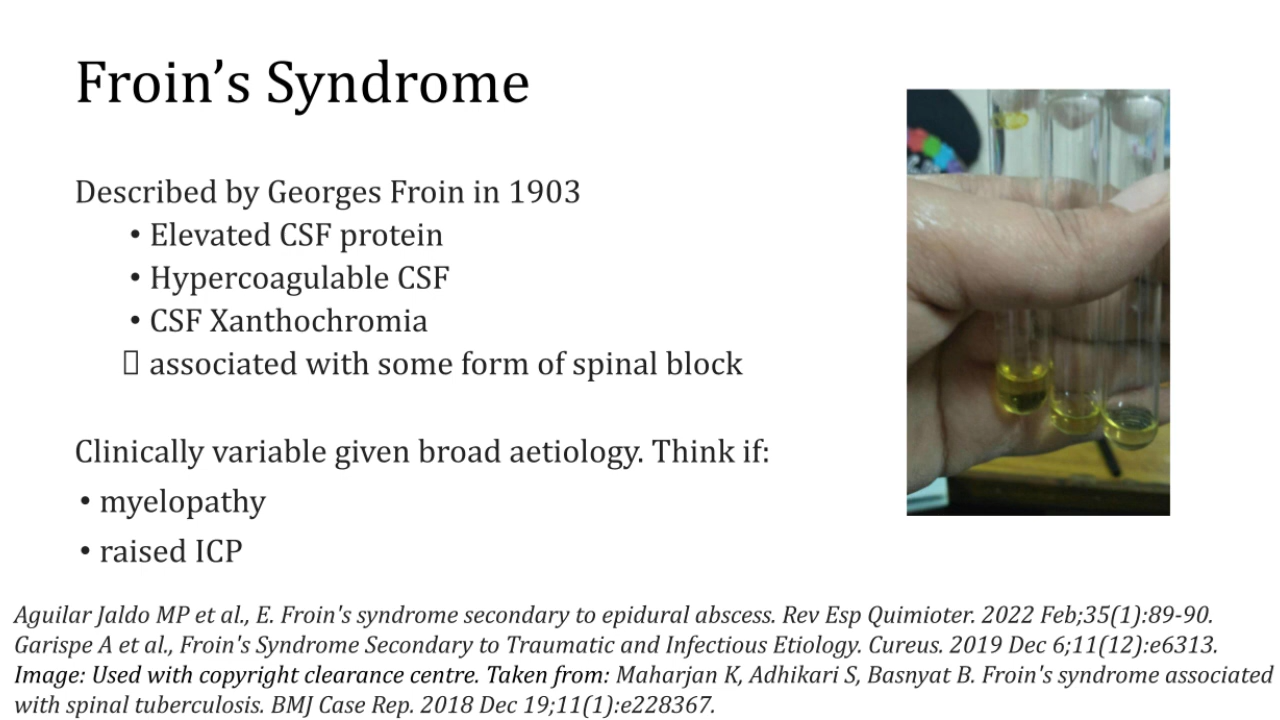 Froin’s Syndrome
Described by Georges Froin in 1903
• Elevated CSF protein
• Hypercoagulable CSF
• CSF Xanthochromia
▯ associated with some form of spinal block
Clinically variable given broad aetiology. Think if:
• myelopathy
• raised ICP
Aguilar Jaldo MP et al., E. Froin's syndrome secondary to epidural abscess. Rev Esp Quimioter. 2022 Feb;35(1):89-90.
Garispe A et al., Froin's Syndrome Secondary to Traumatic and Infectious Etiology. Cureus. 2019 Dec 6;11(12):e6313.
Image: Used with copyright clearance centre. Taken from: Maharjan K, Adhikari S, Basnyat B. Froin's syndrome associated
with spinal tuberculosis. BMJ Case Rep. 2018 Dec 19;11(1):e228367.